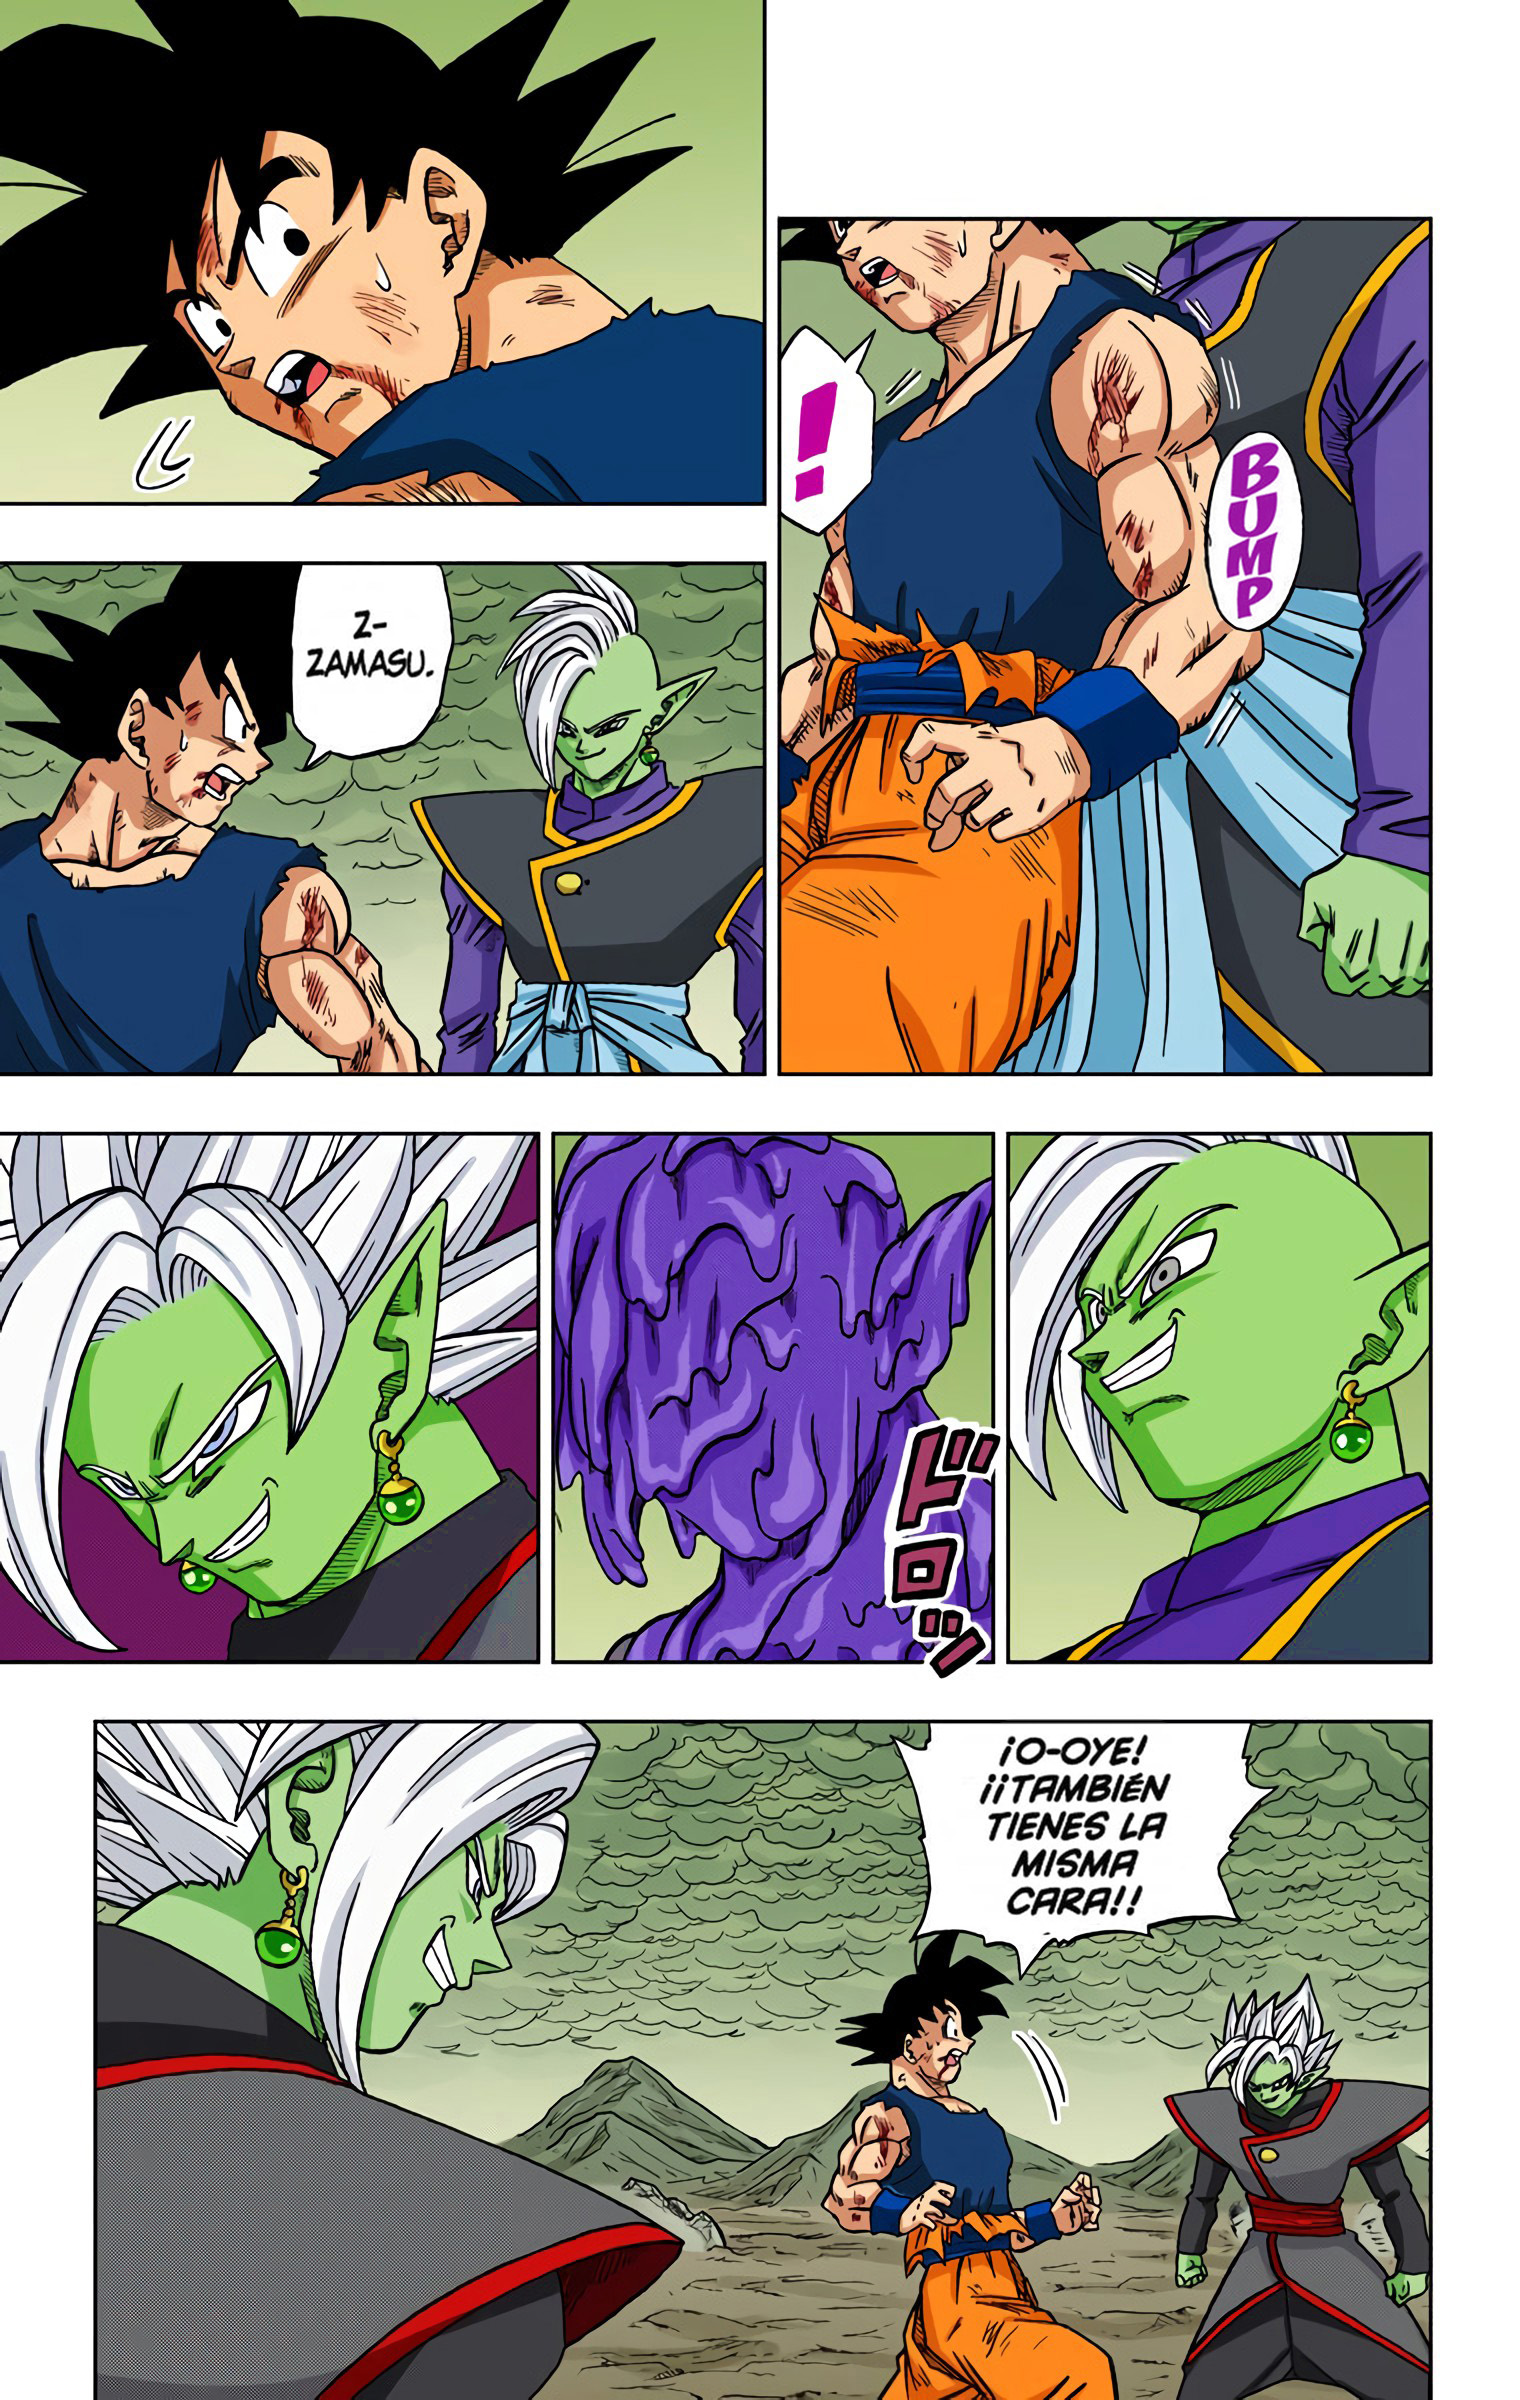 !
BUMP
Z-
ZAMASU.
ドロッ
¡O-OYE!
¡¡TAMBIÉN
TIENES LA
MISMA
CARA!!